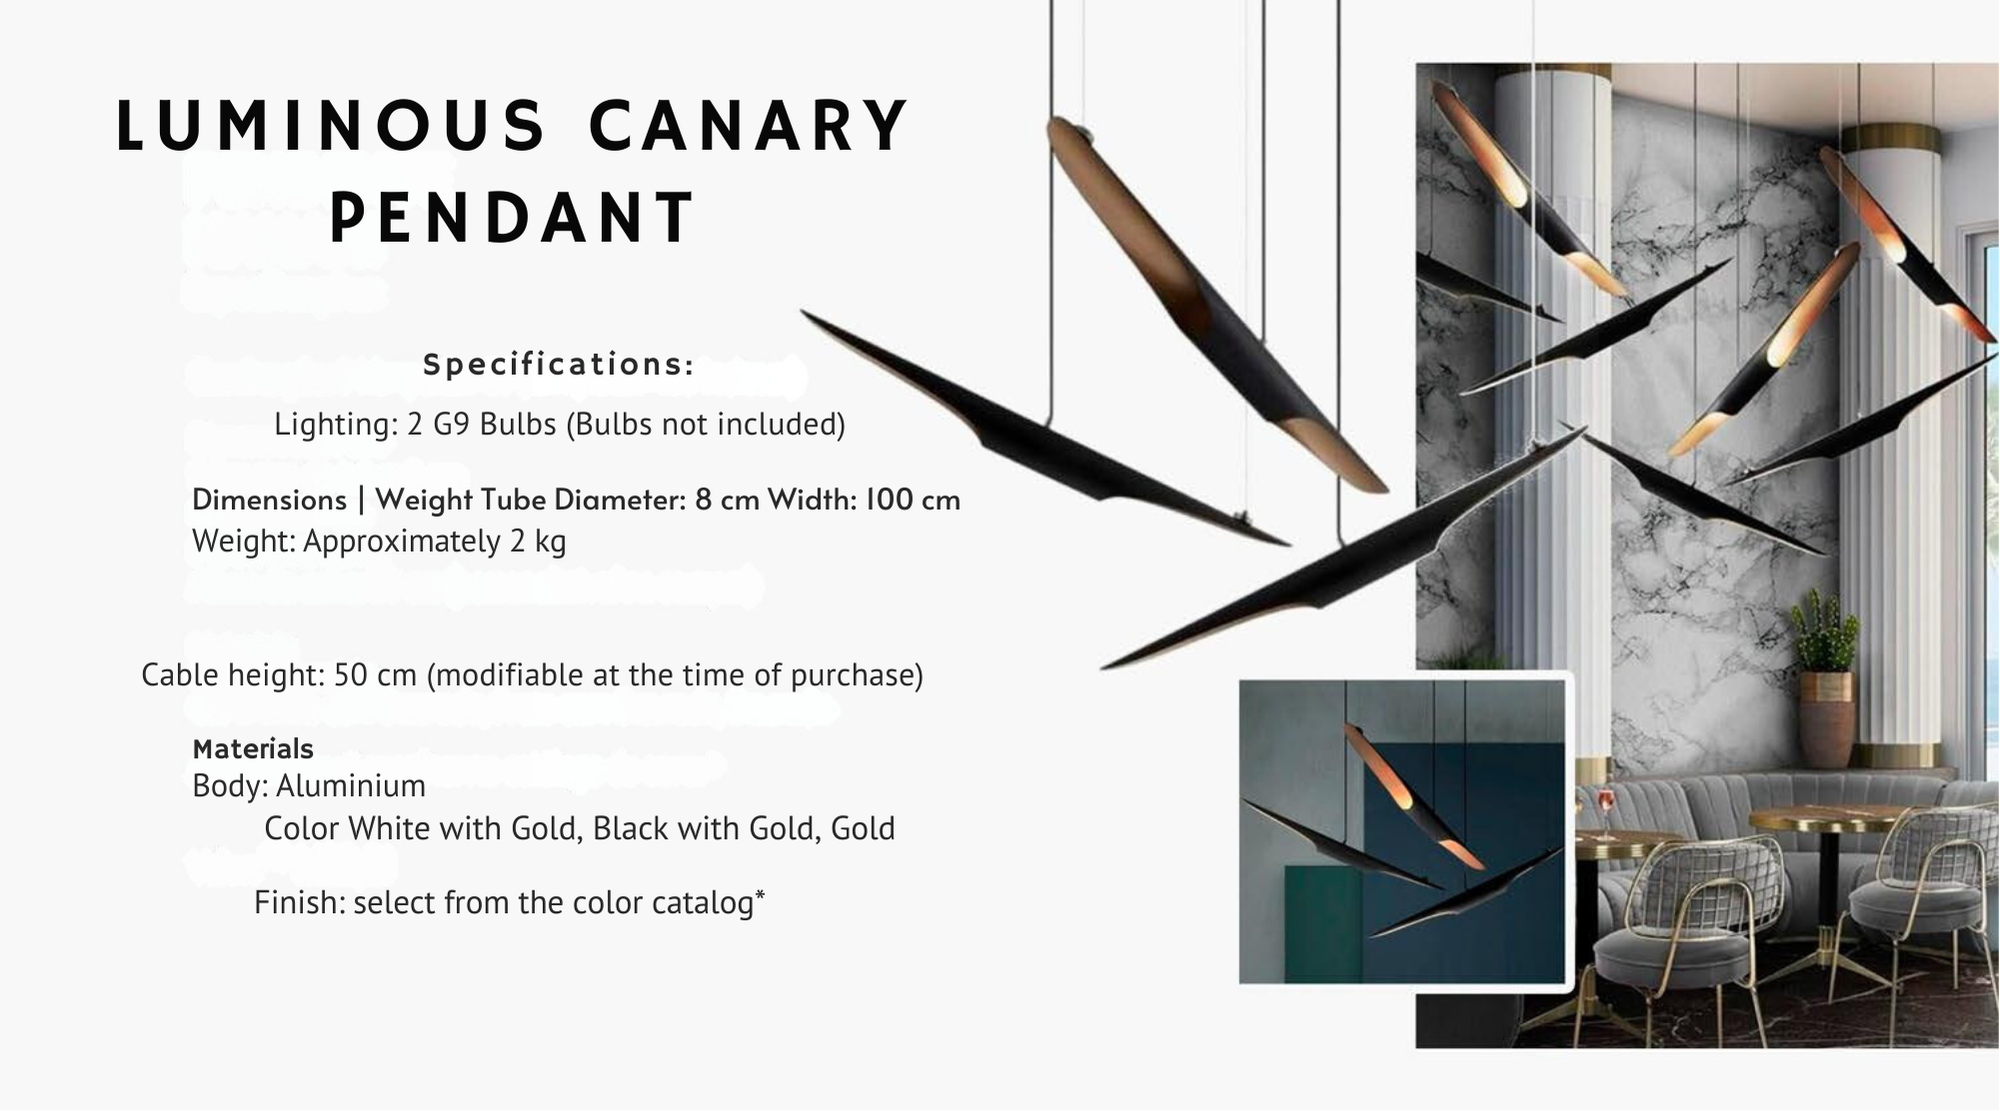 LUMINOUS CANARY
PENDANT
Specifications:
Lighting: 2 G9 Bulbs (Bulbs not included)
Dimensions | Weight Tube Diameter: 8 cm Width: 100 cm
Weight: Approximately 2 kg
Cable height: 50 cm (modifiable at the time of purchase)
Materials
Body: Aluminium
Color White with Gold, Black with Gold, Gold
Finish: select from the color catalog*